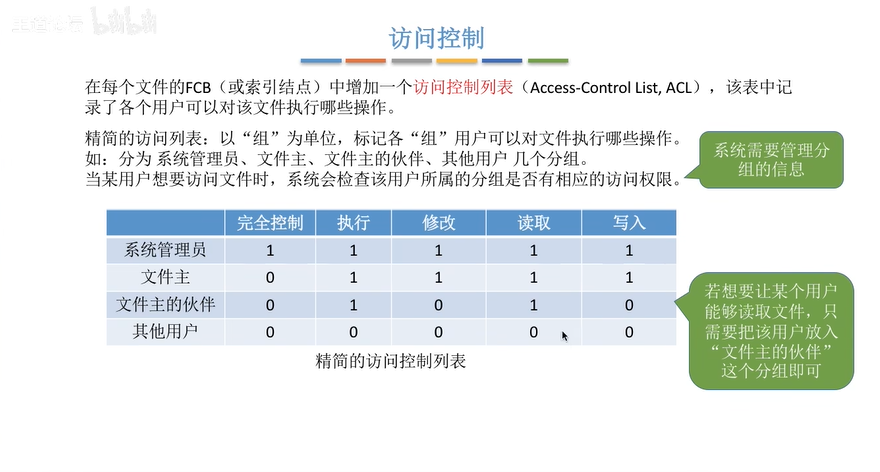 bilibili
访问控制
在每个文件的FCB（或索引结点）中增加一个访问控制列表（Access-Control List, ACL），该表中记
录了各个用户可以对该文件执行哪些操作。
精简的访问列表：以“组”为单位，标记各“组”用户可以对文件执行哪些操作。
如：分为 系统管理员、文件主、文件主的伙伴、其他用户 几个分组。
当某用户想要访问文件时，系统会检查该用户所属的分组是否有相应的访问权限。
系统需要管理分
组的信息
完全控制 执行 修改 读取 写入
系统管理员 1 1 1 1 1
文件主 0 1 1 1 1
文件主的伙伴 0 1 0 1 0
其他用户 0 0 0 0 0
精简的访问控制列表
若想要让某个用户
能够读取文件，只
需要把该用户放入
“文件主的伙伴”
这个分组即可